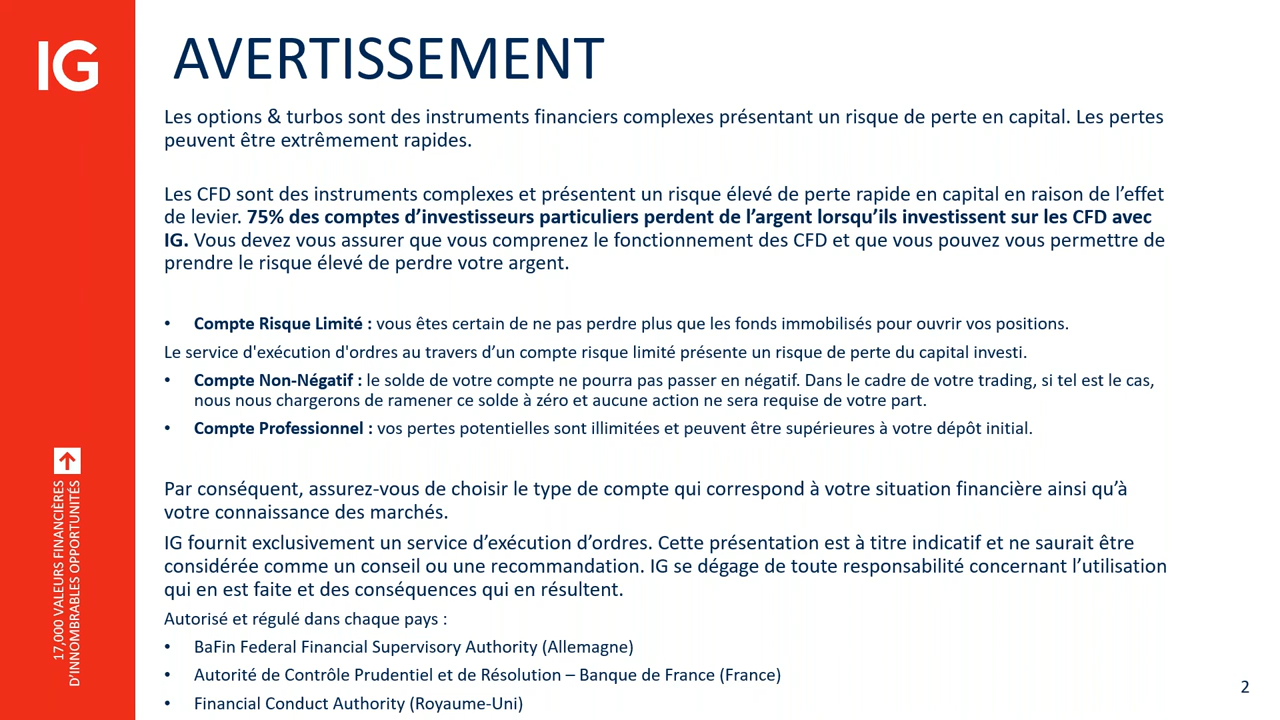 IG
AVERTISSEMENT
Les options & turbos sont des instruments financiers complexes présentant un risque de perte en capital. Les pertes
peuvent être extrêmement rapides.
Les CFD sont des instruments complexes et présentent un risque élevé de perte rapide en capital en raison de l’effet
de levier. 75% des comptes d’investisseurs particuliers perdent de l’argent lorsqu’ils investissent sur les CFD avec
IG. Vous devez vous assurer que vous comprenez le fonctionnement des CFD et que vous pouvez vous permettre de
prendre le risque élevé de perdre votre argent.
• Compte Risque Limité : vous êtes certain de ne pas perdre plus que les fonds immobilisés pour ouvrir vos positions.
Le service d'exécution d'ordres au travers d’un compte risque limité présente un risque de perte du capital investi.
• Compte Non-Négatif : le solde de votre compte ne pourra pas passer en négatif. Dans le cadre de votre trading, si tel est le cas,
nous nous chargerons de ramener ce solde à zéro et aucune action ne sera requise de votre part.
• Compte Professionnel : vos pertes potentielles sont illimitées et peuvent être supérieures à votre dépôt initial.
Par conséquent, assurez-vous de choisir le type de compte qui correspond à votre situation financière ainsi qu’à
votre connaissance des marchés.
IG fournit exclusivement un service d’exécution d’ordres. Cette présentation est à titre indicatif et ne saurait être
considérée comme un conseil ou une recommandation. IG se dégage de toute responsabilité concernant l’utilisation
qui en est faite et des conséquences qui en résultent.
Autorisé et régulé dans chaque pays :
• BaFin Federal Financial Supervisory Authority (Allemagne)
• Autorité de Contrôle Prudentiel et de Résolution – Banque de France (France)
• Financial Conduct Authority (Royaume-Uni)
17,000 VALEURS FINANCIÈRES
D’INNOMBRABLES OPPORTUNITÉS
2